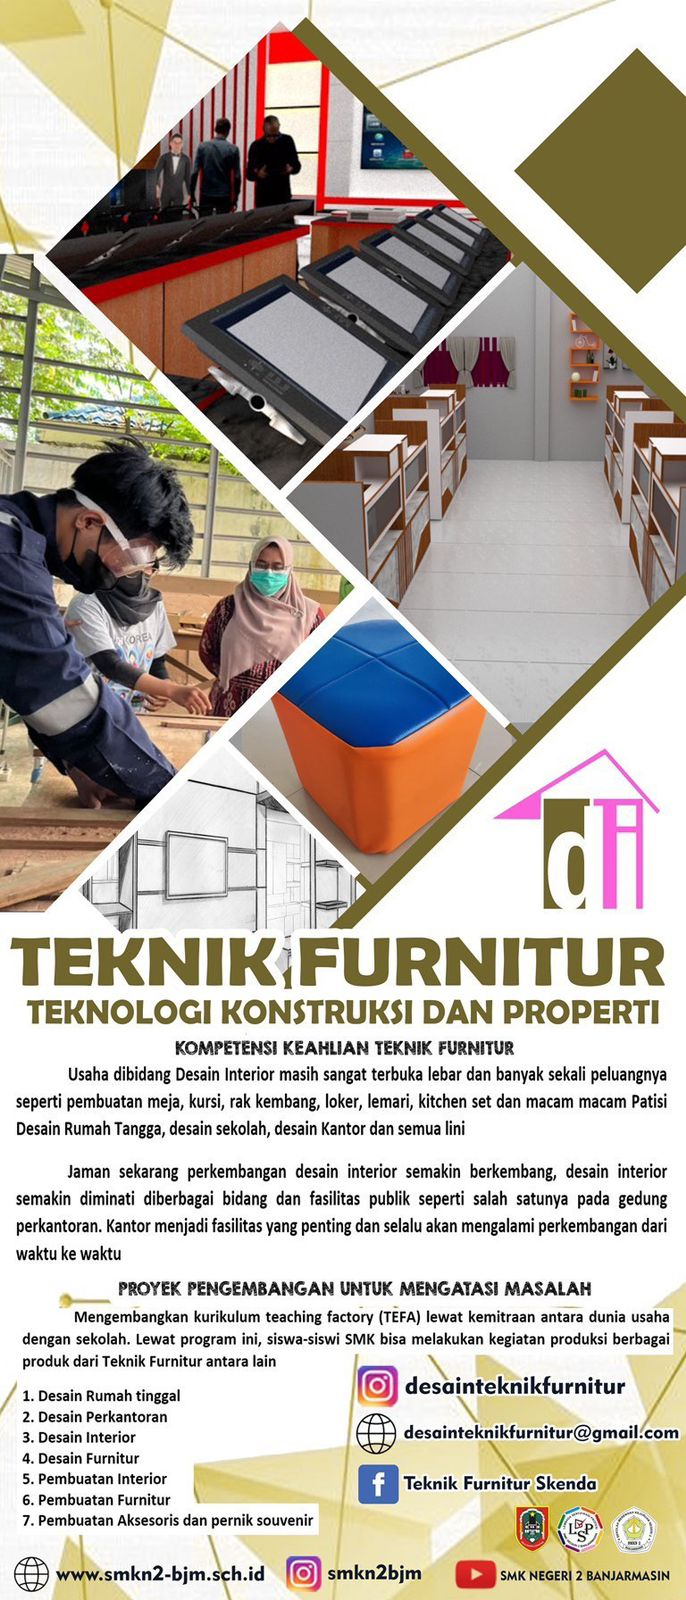 KOREA
di
TEKNIK FURNITUR
TEKNOLOGI KONSTRUKSI DAN PROPERTI
KOMPETENSI KEAHLIAN TEKNIK FURNITUR
Usaha dibidang Desain Interior masih sangat terbuka lebar dan banyak sekali peluangnya
seperti pembuatan meja, kursi, rak kembang, loker, lemari, kitchen set dan macam macam Patisi
Desain Rumah Tangga, desain sekolah, desain Kantor dan semua lini
Jaman sekarang perkembangan desain interior semakin berkembang, desain interior
semakin diminati diberbagai bidang dan fasilitas publik seperti salah satunya pada gedung
perkantoran. Kantor menjadi fasilitas yang penting dan selalu akan mengalami perkembangan dari
waktu ke waktu
PROYEK PENGEMBANGAN UNTUK MENGATASI MASALAH
Mengembangkan kurikulum teaching factory (TEFA) lewat kemitraan antara dunia usaha
dengan sekolah. Lewat program ini, siswa-siswi SMK bisa melakukan kegiatan produksi berbagai
produk dari Teknik Furnitur antara lain
1. Desain Rumah tinggal
2. Desain Perkantoran
3. Desain Interior
4. Desain Furnitur
5. Pembuatan Interior
6. Pembuatan Furnitur
7. Pembuatan Aksesoris dan pernik souvenir
desainteknikfurnitur
desainteknikfurnitur@gmail.com
Teknik Furnitur Skenda
LSP
www.smkn2-bjm.sch.id
smkn2bjm
SMK NEGERI 2 BANJARMASIN